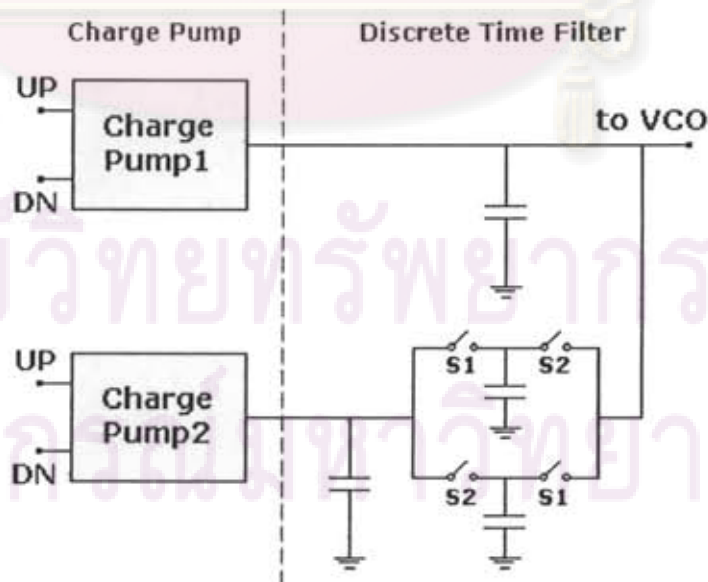 Charge Pump
Discrete Time Filter
UP
Charge
Pump1
DN
to VCO
S1
S2
UP
Charge
Pump2
DN
S2
S1